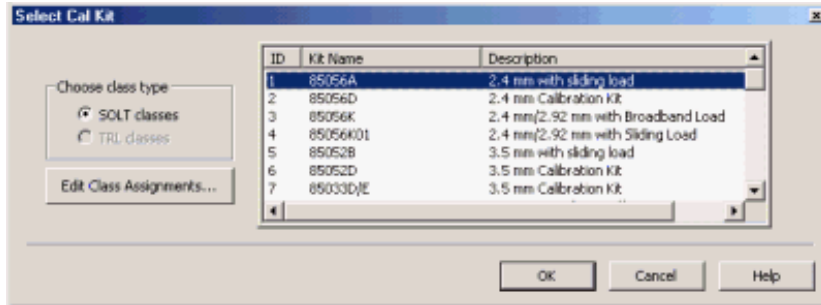 Select Cal Kit
Choose class type
SOLT classes
TRL classes
Edit Class Assignments...
ID Kit Name Description
1 85056A 2.4 mm with sliding load
2 85056D 2.4 mm Calibration Kit
3 85056K 2.4 mm/2.92 mm with Broadband Load
4 85056K01 2.4 mm/2.92 mm with Sliding Load
5 85052B 3.5 mm with sliding load
6 85052D 3.5 mm Calibration Kit
7 85033D/E 3.5 mm Calibration Kit
OK Cancel Help